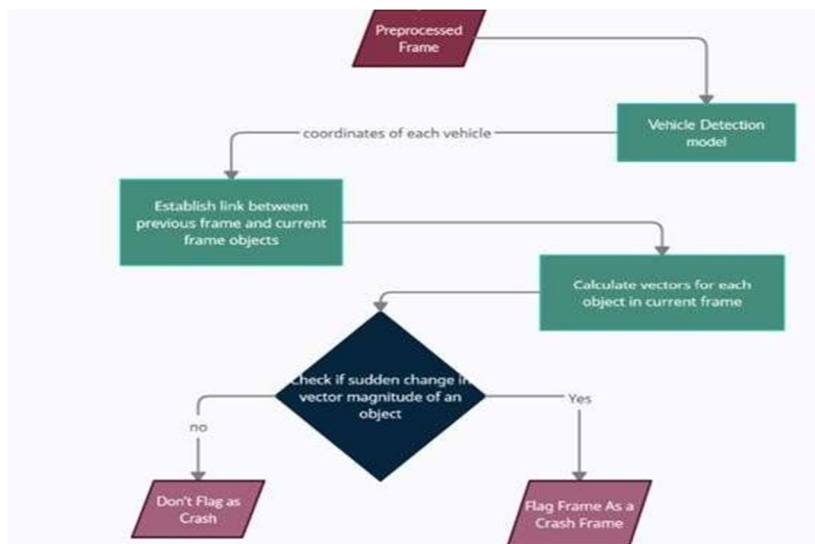 Preprocessed
Frame
Vehicle Detection
model
coordinates of each vehicle
Establish link between
previous frame and current
frame objects
Calculate vectors for each
object in current frame
Check if sudden change in
vector magnitude of an
object
Yes
no
Don't Flag as
Crash
Flag Frame As a
Crash Frame